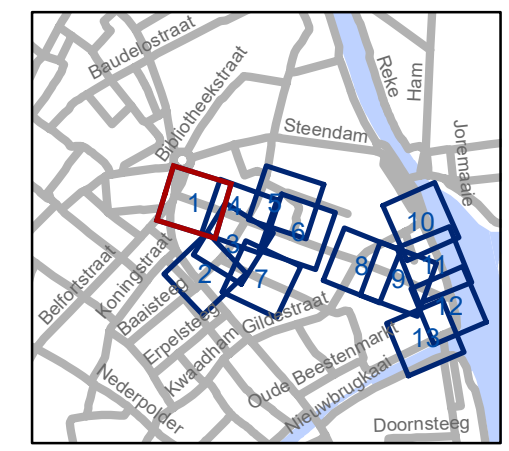 Baudelostraat
Bibliotheekstraat
Reke
Ham
Steendam
Joremaaie
1
4
5
6
3
2
7
8
9
10
11
12
13
Belfortstraat
Koningstraat
Baaisteeg
Erpelsteeg
Kwaadham
Gildestraat
Oude Beestenmarkt
Nieuwbrugkaai
Nederpolder
Doornsteeg